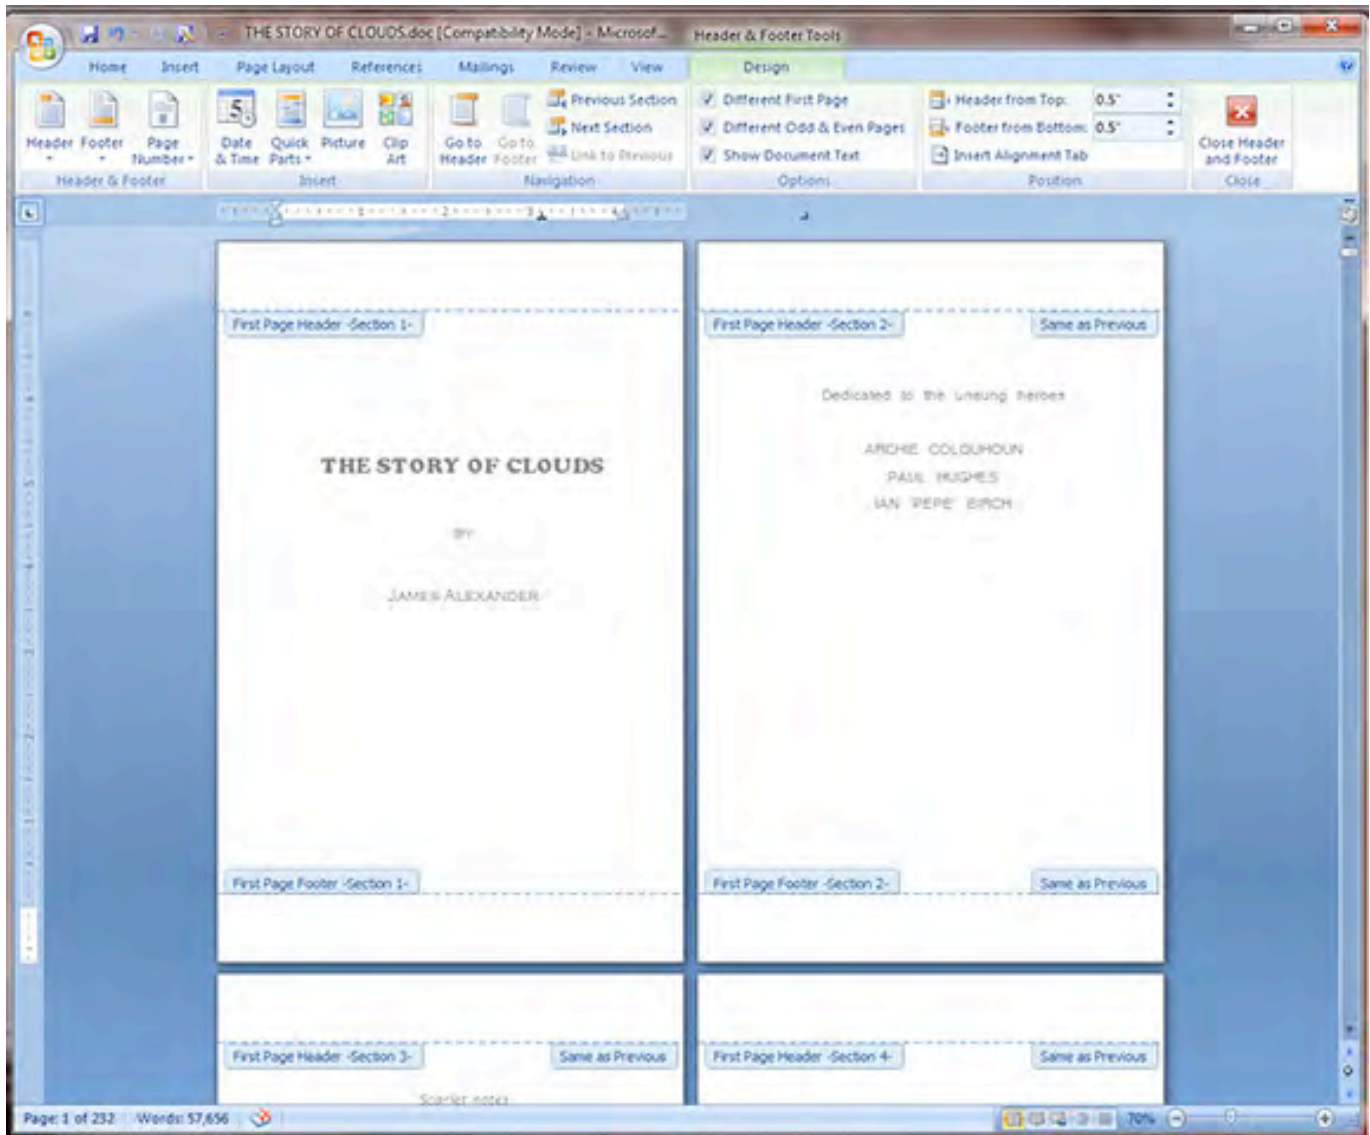 THE STORY OF CLOUDS.doc [Compatibility Mode] - Microsof...
Header & Footer Tools
Home Insert Page Layout References Mailings Review View Design
Header Footer Page Number
Date & Time Quick Parts Picture Clip Art
Go to Header Go to Footer
Previous Section
Next Section
Link to Previous
Different First Page
Different Odd & Even Pages
Show Document Text
Header from Top: 0.5"
Footer from Bottom: 0.5"
Insert Alignment Tab
Close Header and Footer
Header & Footer Insert Navigation Options Position Close
First Page Header -Section 1-
First Page Header -Section 2- Same as Previous
THE STORY OF CLOUDS
BY
JAMES ALEXANDER
Dedicated to the unsung heroes
ARCHIE COLQUHOUN
PAUL HUGHES
IAN 'PEPE' BIRCH
First Page Footer -Section 1-
First Page Footer -Section 2- Same as Previous
First Page Header -Section 3- Same as Previous
First Page Header -Section 4- Same as Previous
notes
Page: 1 of 232 Words: 57,656 70%